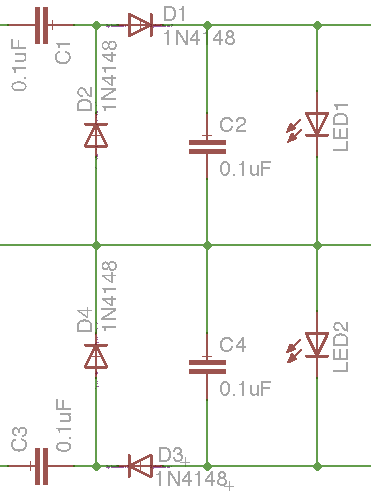 D1
1N4148
C1
0.1uF
D2
1N4148
C2
0.1uF
LED1
D4
1N4148
C4
0.1uF
LED2
C3
0.1uF
D3
1N4148